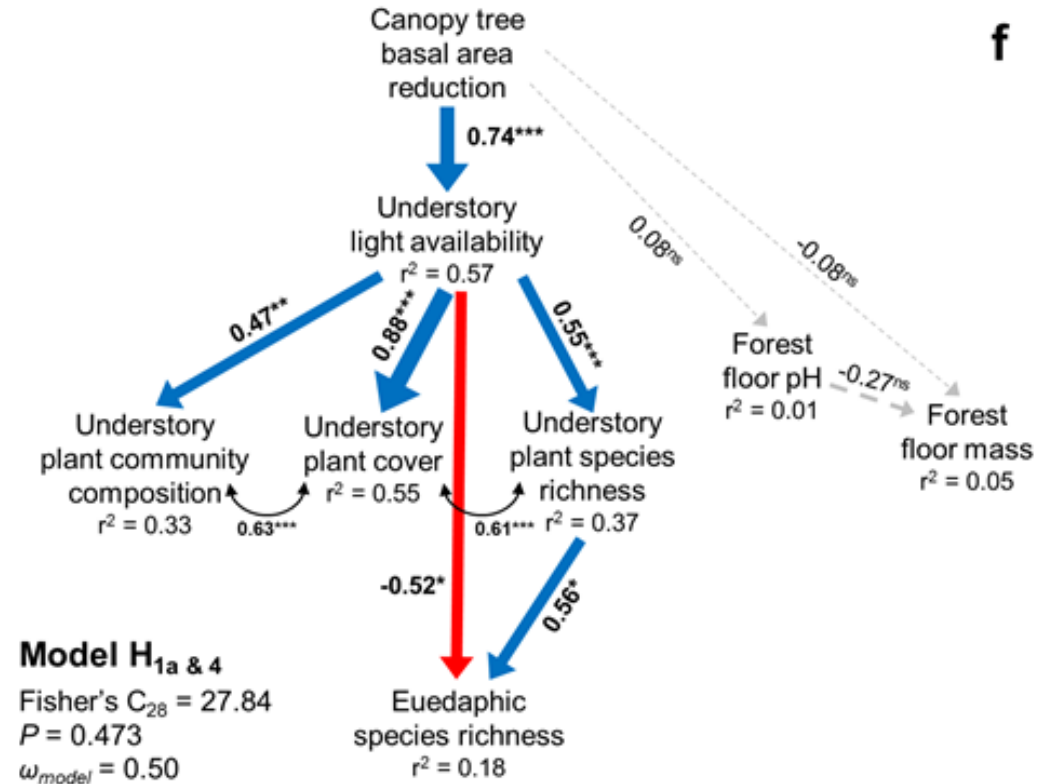 Canopy tree
basal area
reduction
f
0.74***
Understory
light availability
r² = 0.57
0.08ⁿˢ
-0.08ⁿˢ
0.47**
0.88***
0.55***
Forest
floor pH
r² = 0.01
-0.27ⁿˢ
Forest
floor mass
r² = 0.05
Understory
plant community
composition
r² = 0.33
Understory
plant cover
r² = 0.55
Understory
plant species
richness
r² = 0.37
0.63***
0.61***
-0.52*
0.56*
Model H₁ₐ & ₄
Fisher's C₂₈ = 27.84
P = 0.473
ωmodel = 0.50
Euedaphic
species richness
r² = 0.18